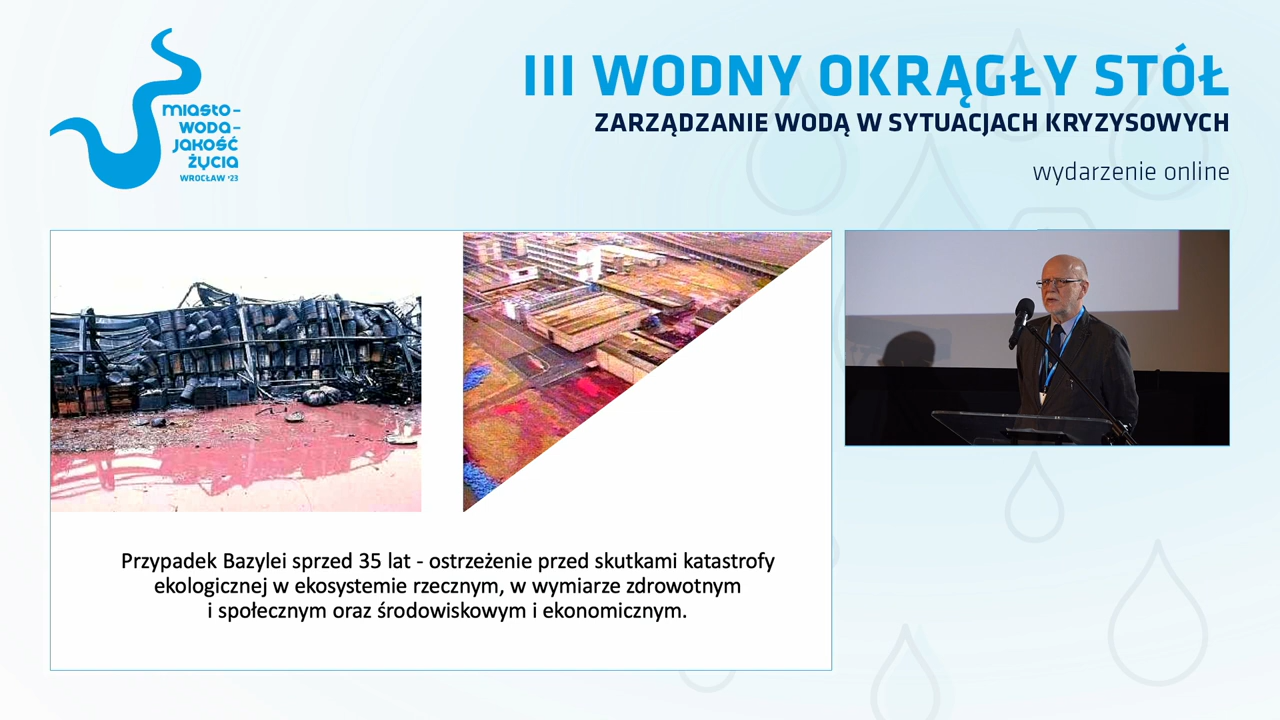 miasto-
woda-
jakość
życia
WROCŁAW '23
III WODNY OKRĄGŁY STÓŁ
ZARZĄDZANIE WODĄ W SYTUACJACH KRYZYSOWYCH
wydarzenie online
Przypadek Bazylei sprzed 35 lat - ostrzeżenie przed skutkami katastrofy
ekologicznej w ekosystemie rzecznym, w wymiarze zdrowotnym
i społecznym oraz środowiskowym i ekonomicznym.